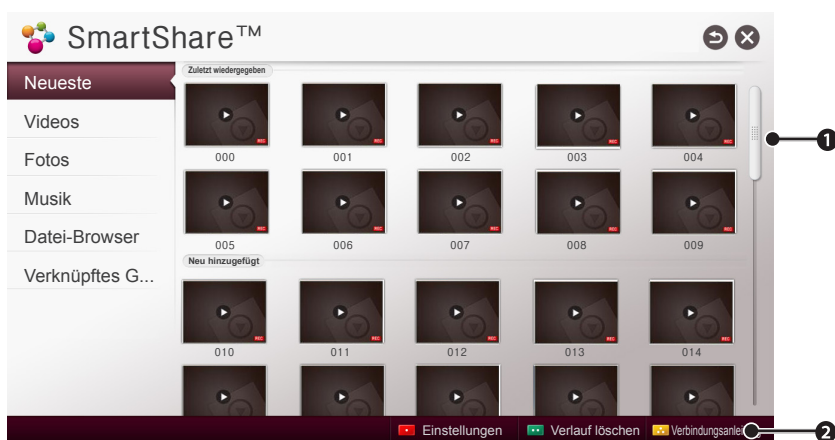 SmartShare™
Neueste
Videos
Fotos
Musik
Datei-Browser
Verknüpftes G...
Zuletzt wiedergegeben
000 001 002 003 004
005 006 007 008 009
Neu hinzugefügt
010 011 012 013 014
Einstellungen Verlauf löschen Verbindungsanlei
1
2